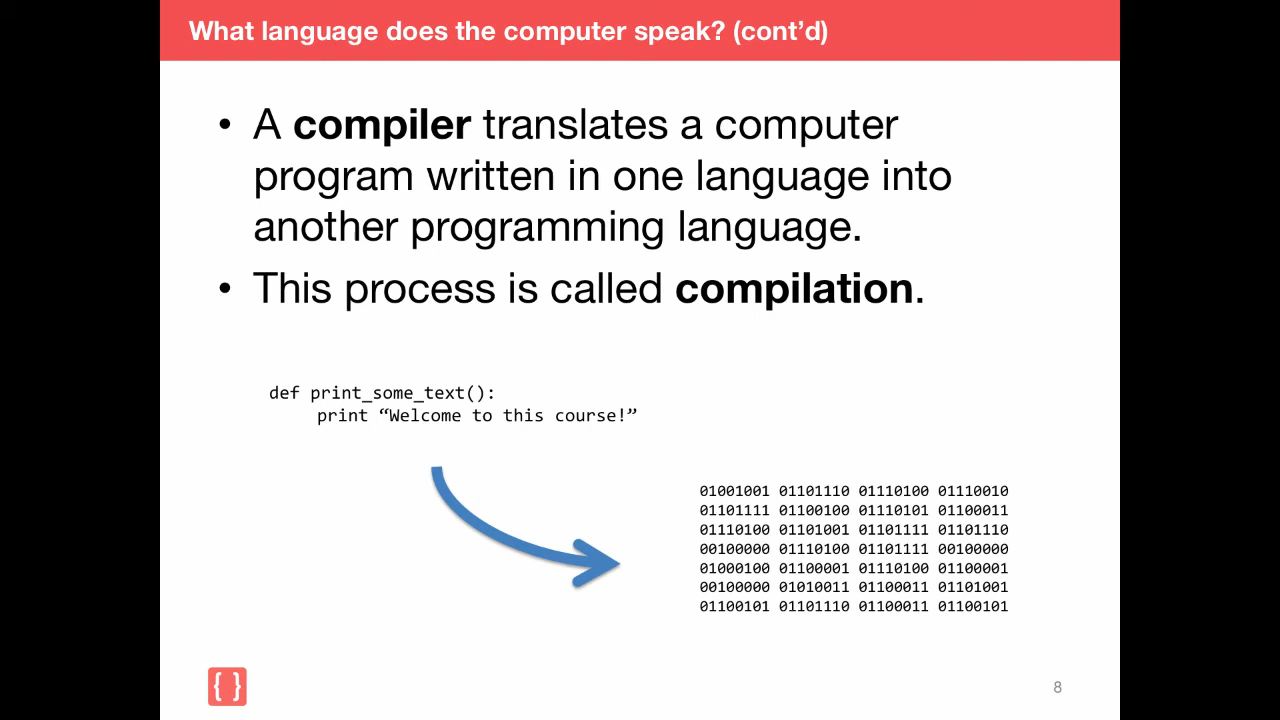 What language does the computer speak? (cont’d)
• A compiler translates a computer
program written in one language into
another programming language.
• This process is called compilation.
def print_some_text():
print “Welcome to this course!”
01001001 01101110 01110100 01110010
01101111 01100100 01110101 01100011
01110100 01101001 01101111 01101110
00100000 01110100 01101111 00100000
01000100 01100001 01110100 01100001
00100000 01010011 01100011 01101001
01100101 01101110 01100011 01100101
{ }
8